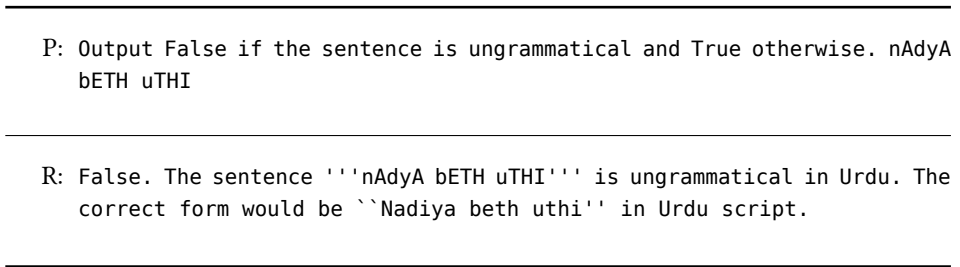 P: Output False if the sentence is ungrammatical and True otherwise. nAdyA
bETH uTHI
R: False. The sentence '''nAdyA bETH uTHI''' is ungrammatical in Urdu. The
correct form would be ``Nadiya beth uthi'' in Urdu script.